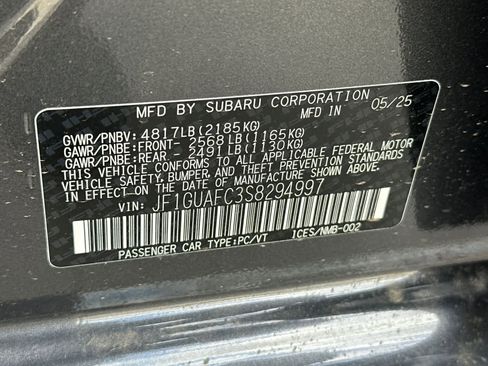 MFD BY SUBARU CORPORATION
MFD IN 05/25
GVWR/PNBV: 4817LB(2185KG)
GAWR/PNBE:FRONT- 2568LB(1165KG)
GAWR/PNBE:REAR - 2491LB(1130KG)
THIS VEHICLE CONFORMS TO ALL APPLICABLE FEDERAL MOTOR
VEHICLE SAFETY, BUMPER, AND THEFT PREVENTION STANDARDS
IN EFFECT ON THE DATE OF MANUFACTURE SHOWN ABOVE.
VIN: JF1GUAFC3S8294997
PASSENGER CAR TYPE:PC/VT ICES/NMB-002